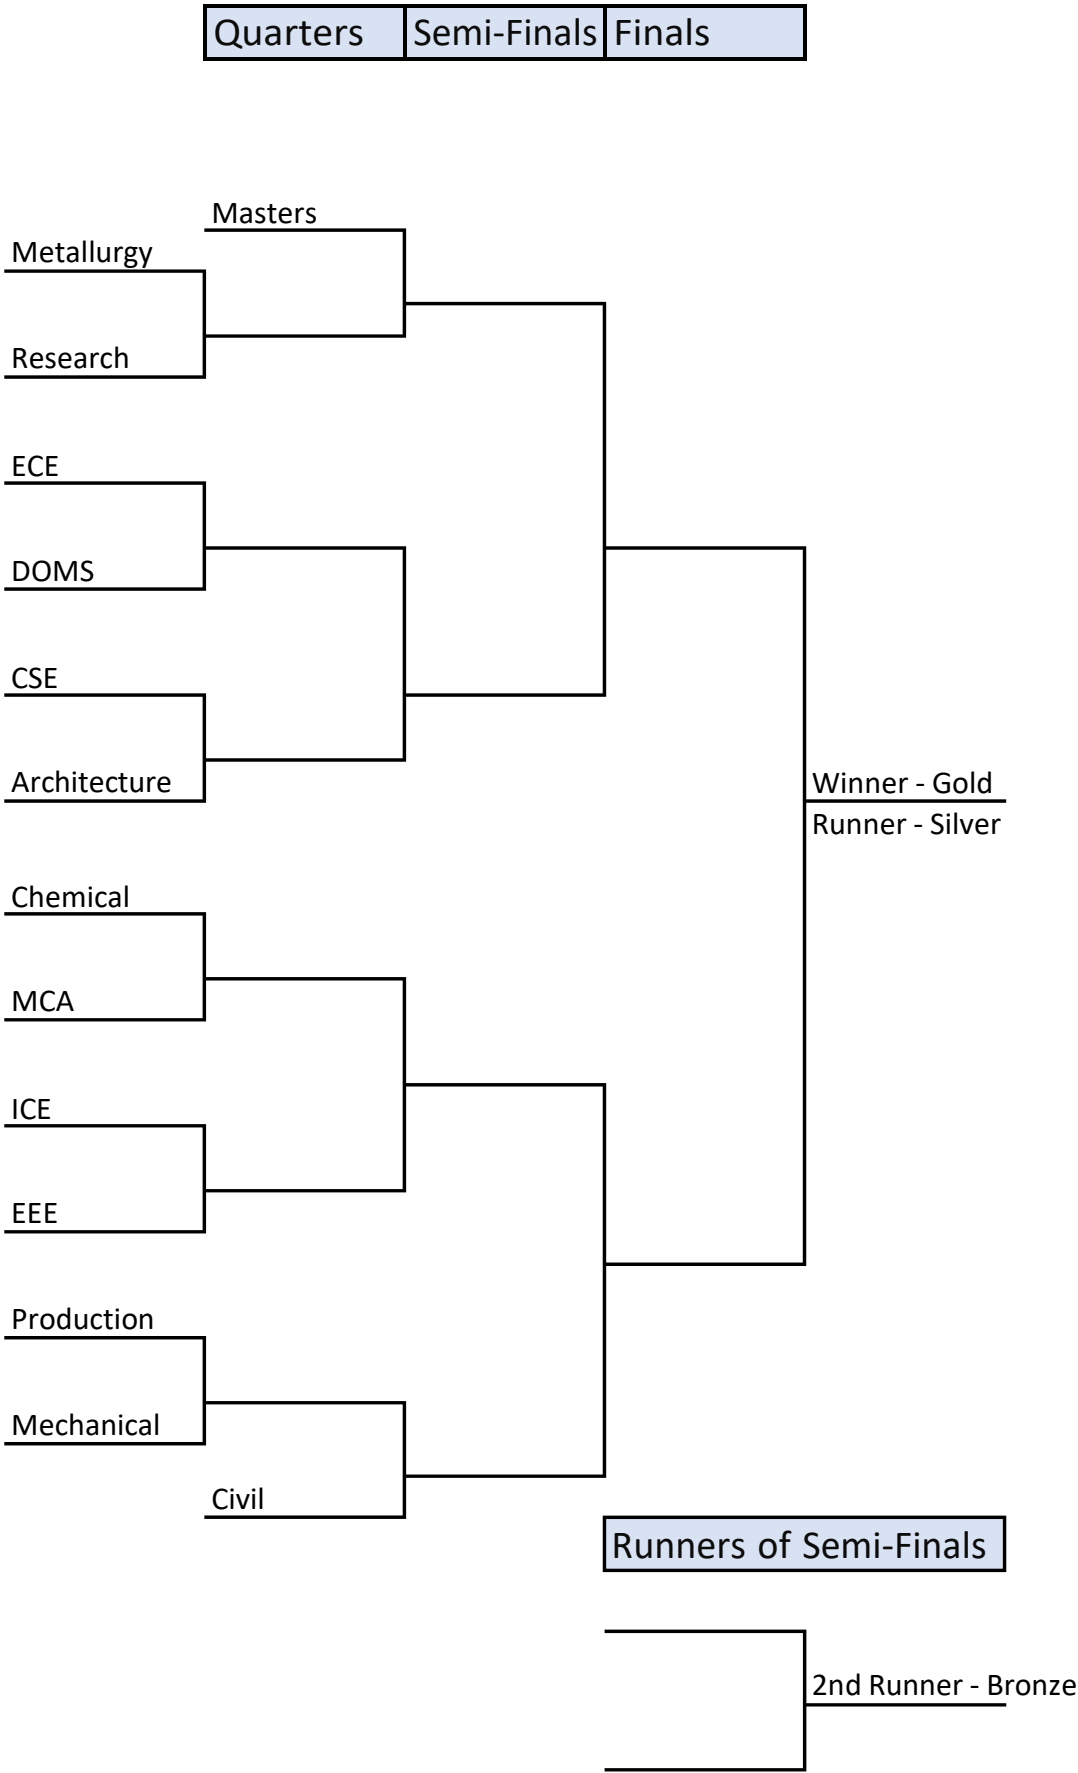 Quarters Semi-Finals Finals
Masters
Metallurgy
Research
ECE
DOMS
CSE
Architecture
Winner - Gold
Runner - Silver
Chemical
MCA
ICE
EEE
Production
Mechanical
Civil
Runners of Semi-Finals
2nd Runner - Bronze